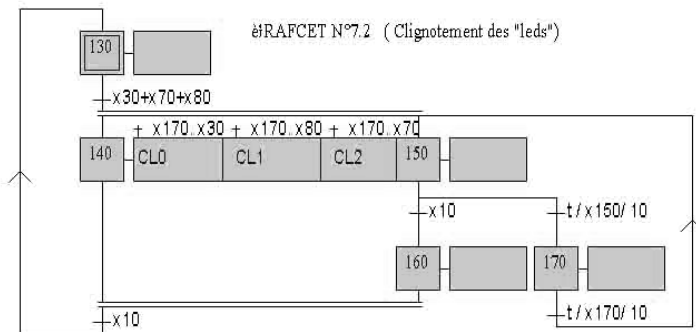 èfRAFCET N°7.2 ( Clignotement des "leds")
130
x30+x70+x80
+ x170.x30 + x170.x80 + x170.x70
140
CL0
CL1
CL2
150
x10
t/x150/10
160
170
x10
t/x170/10